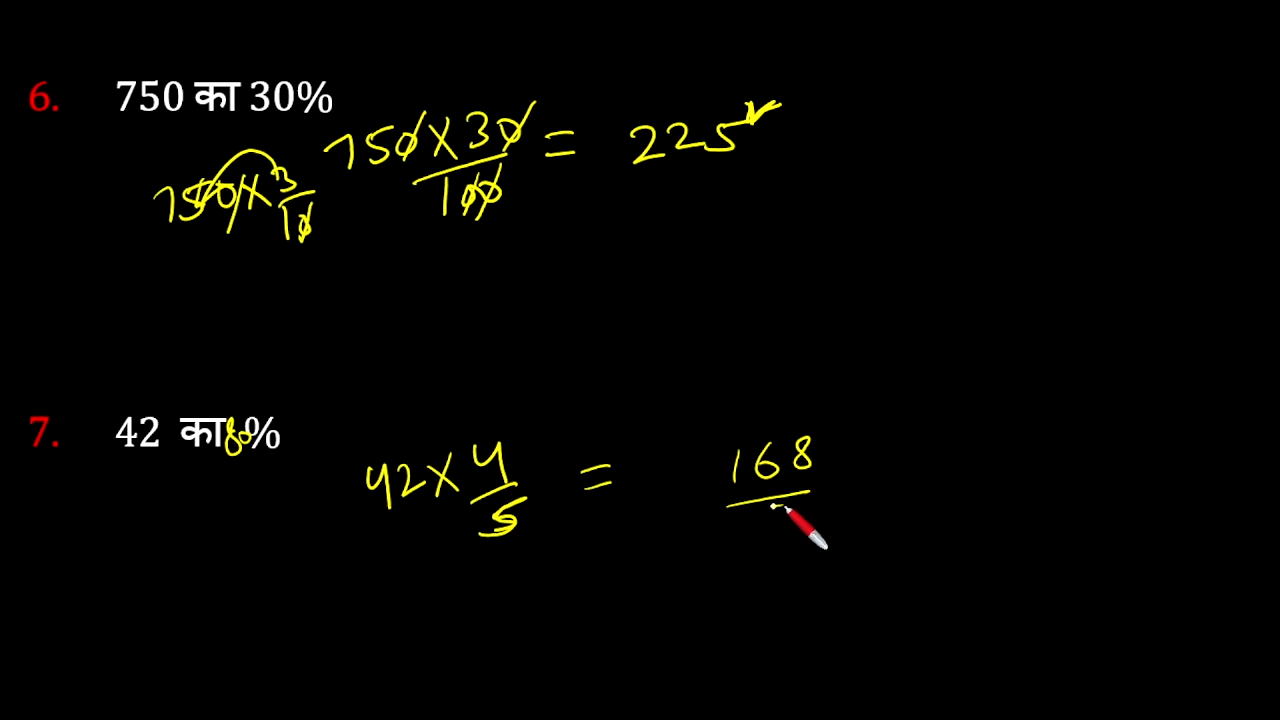 6. 750 का 30%
750 X 30 / 100 = 225
750 X 3 / 10
7. 42 का 80%
42 X 4 / 5 = 168